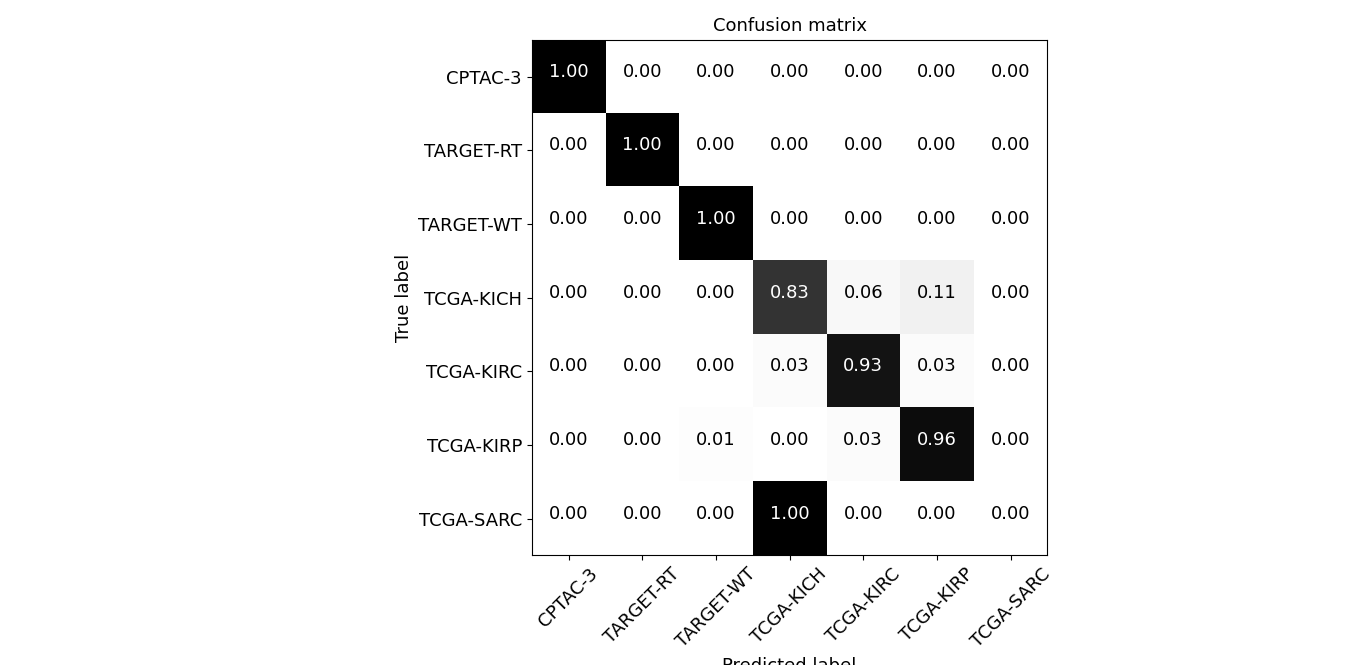 Confusion matrix
CPTAC-3 1.00 0.00 0.00 0.00 0.00 0.00 0.00
TARGET-RT 0.00 1.00 0.00 0.00 0.00 0.00 0.00
TARGET-WT 0.00 0.00 1.00 0.00 0.00 0.00 0.00
TCGA-KICH 0.00 0.00 0.00 0.83 0.06 0.11 0.00
TCGA-KIRC 0.00 0.00 0.00 0.03 0.93 0.03 0.00
TCGA-KIRP 0.00 0.00 0.01 0.00 0.03 0.96 0.00
TCGA-SARC 0.00 0.00 0.00 1.00 0.00 0.00 0.00
True label
CPTAC-3 TARGET-RT TARGET-WT TCGA-KICH TCGA-KIRC TCGA-KIRP TCGA-SARC
Predicted label